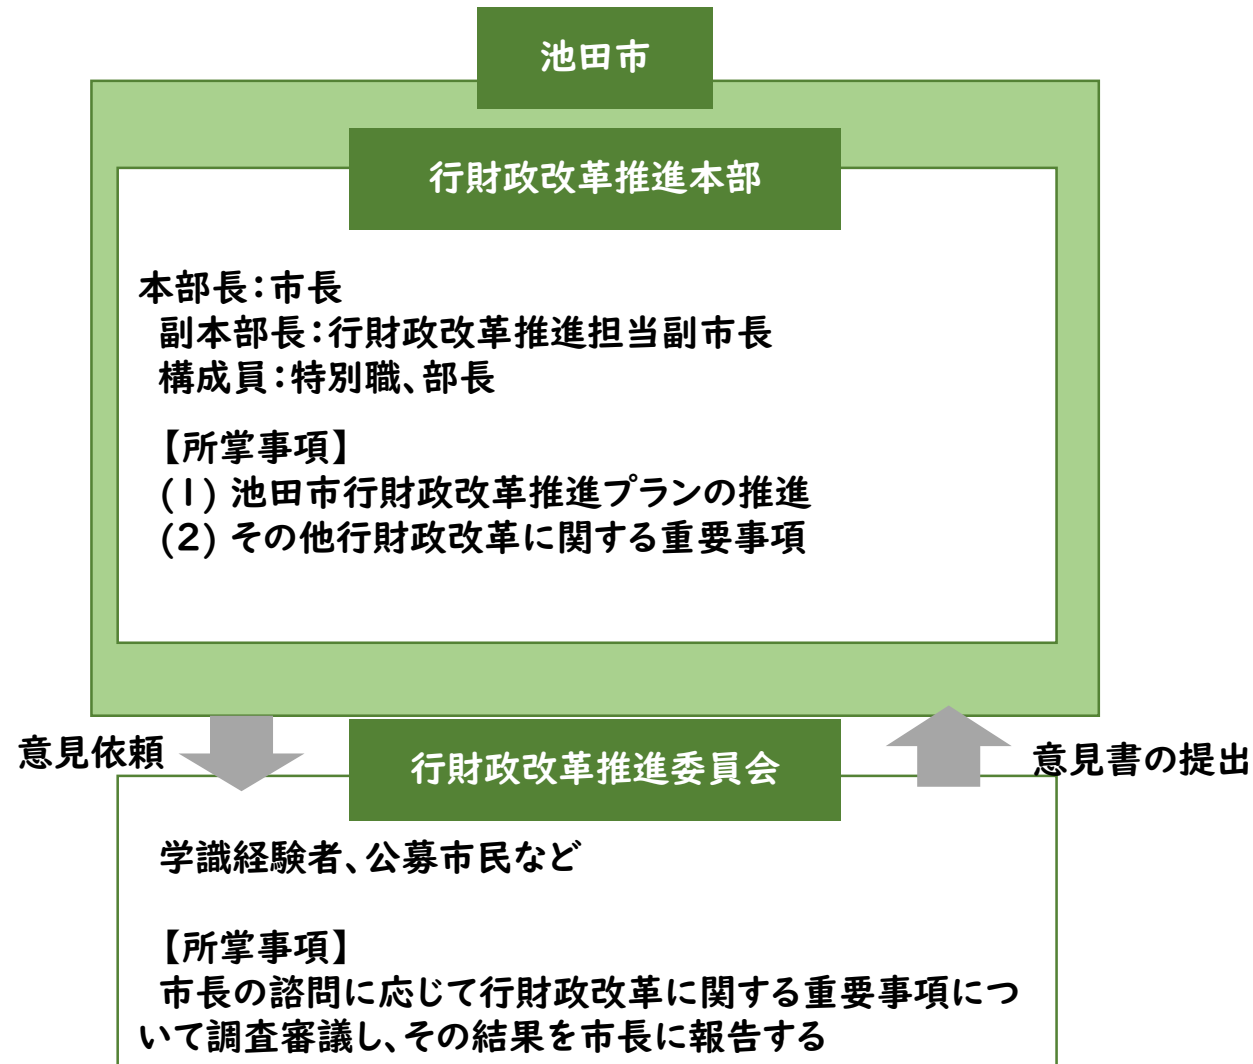 池田市
行財政改革推進本部
本部長：市長
副本部長：行財政改革推進担当副市長
構成員：特別職、部長
【所掌事項】
(1) 池田市行財政改革推進プランの推進
(2) その他行財政改革に関する重要事項
意見依頼
行財政改革推進委員会
意見書の提出
学識経験者、公募市民など
【所掌事項】
市長の諮問に応じて行財政改革に関する重要事項につ
いて調査審議し、その結果を市長に報告する